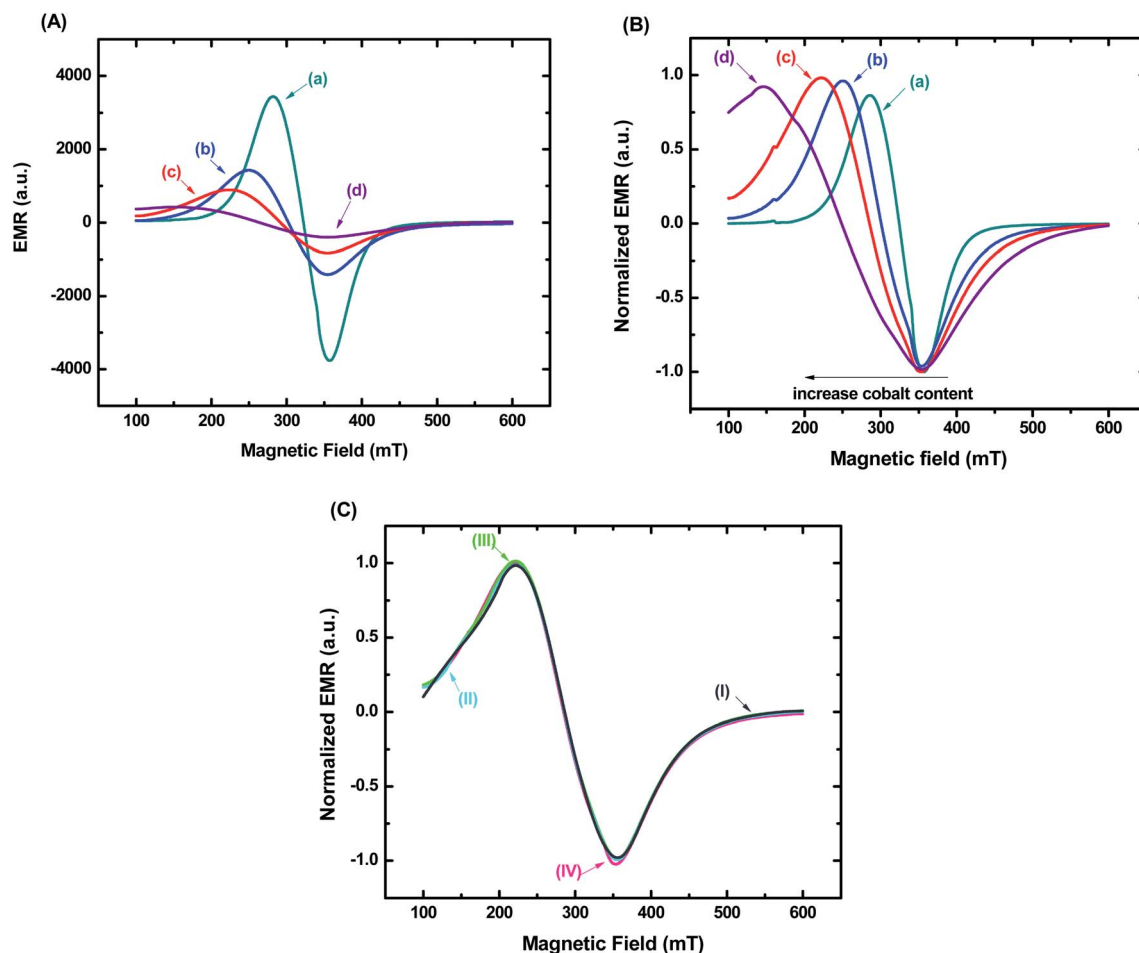 (A)
EMR (a.u.)
4000
2000
0
-2000
-4000
(a)
(b)
(c)
(d)
100 200 300 400 500 600
Magnetic Field (mT)
(B)
Normalized EMR (a.u.)
1.0
0.5
0.0
-0.5
-1.0
(d)
(c)
(b)
(a)
increase cobalt content
100 200 300 400 500 600
Magnetic field (mT)
(C)
Normalized EMR (a.u.)
1.0
0.5
0.0
-0.5
-1.0
(III)
(II)
(I)
(IV)
100 200 300 400 500 600
Magnetic Field (mT)